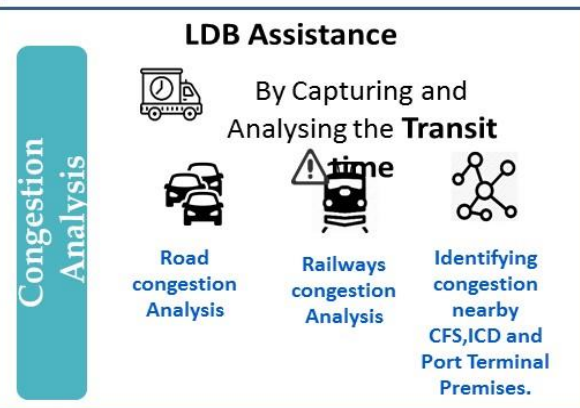 LDB Assistance
Congestion
Analysis
By Capturing and
Analysing the Transit
time
Road
congestion
Analysis
Railways
congestion
Analysis
Identifying
congestion
nearby
CFS,ICD and
Port Terminal
Premises.